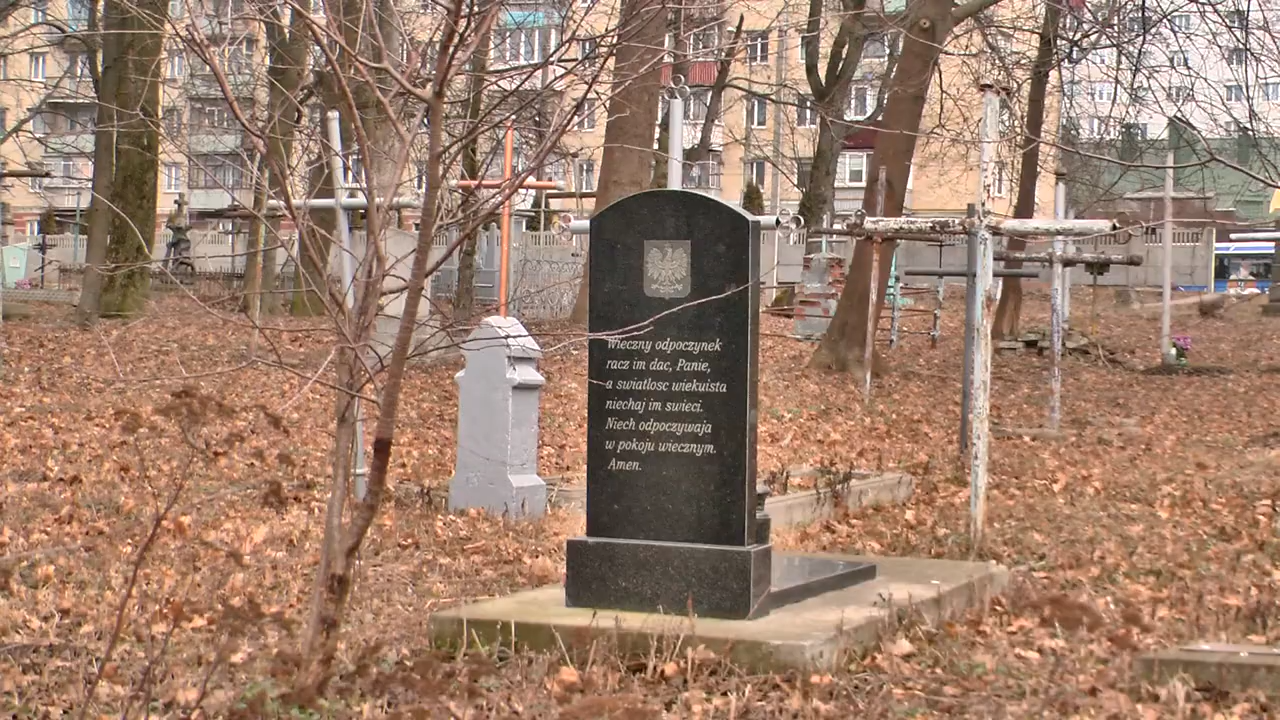 wieczny odpoczynek
racz im dac, Panie,
a swiatlosc wiekuista
niechaj im swieci.
Niech odpoczywaja
w pokoju wiecznym.
Amen.